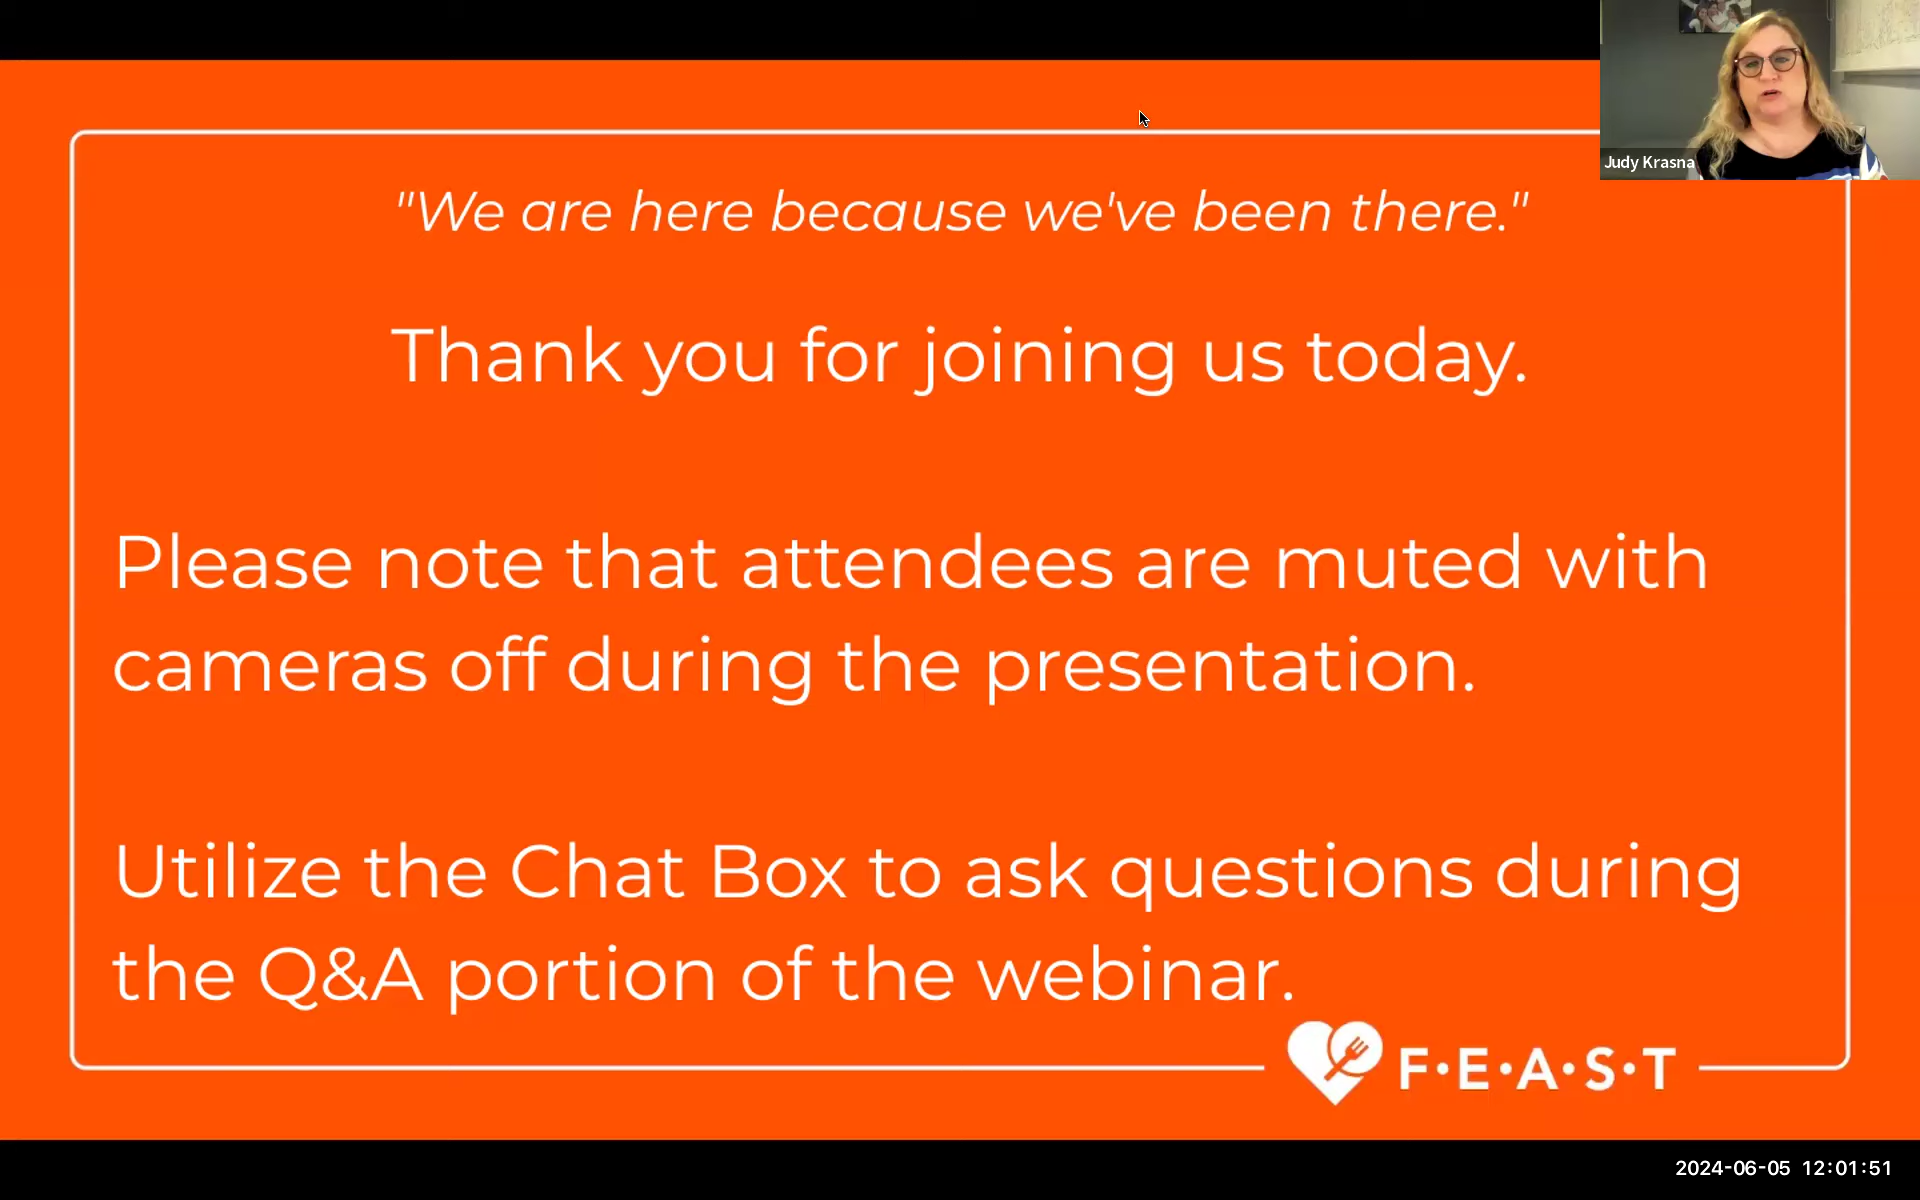 Judy Krasna
"We are here because we've been there."
Thank you for joining us today.
Please note that attendees are muted with
cameras off during the presentation.
Utilize the Chat Box to ask questions during
the Q&A portion of the webinar.
F·E·A·S·T
2024-06-05 12:01:51